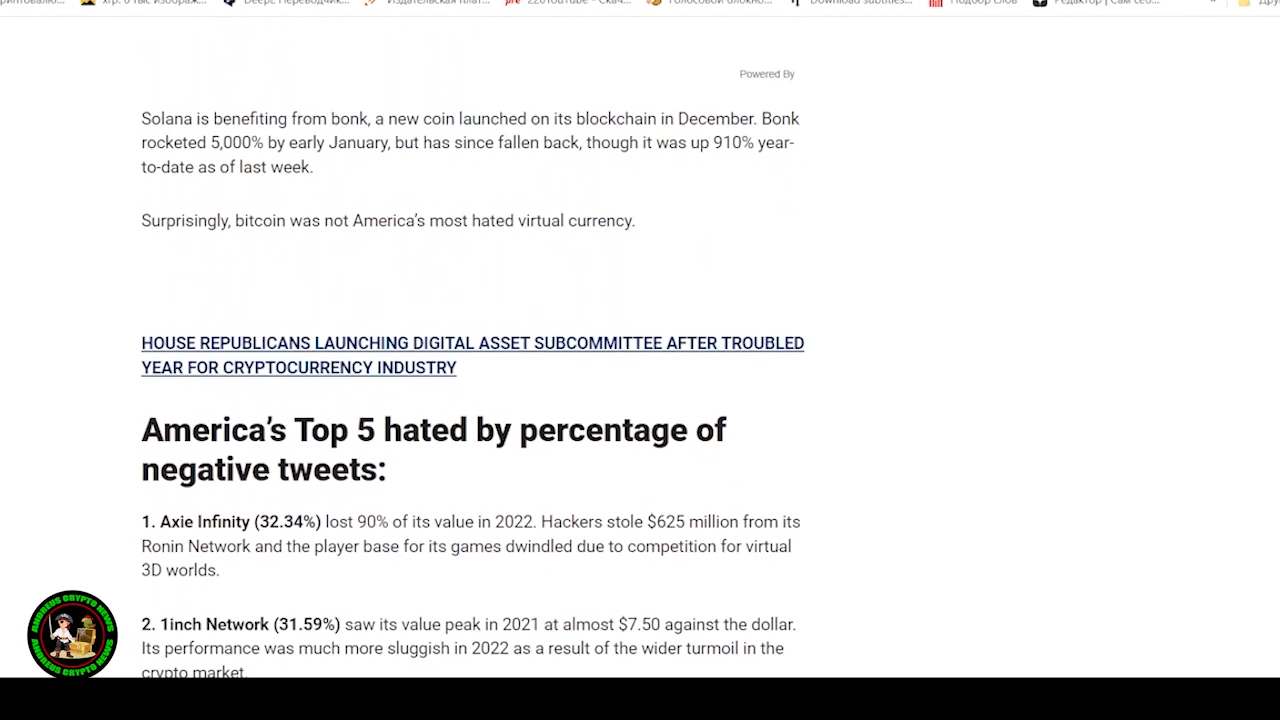 Powered By
Solana is benefiting from bonk, a new coin launched on its blockchain in December. Bonk
rocketed 5,000% by early January, but has since fallen back, though it was up 910% year-
to-date as of last week.
Surprisingly, bitcoin was not America’s most hated virtual currency.
HOUSE REPUBLICANS LAUNCHING DIGITAL ASSET SUBCOMMITTEE AFTER TROUBLED
YEAR FOR CRYPTOCURRENCY INDUSTRY
America’s Top 5 hated by percentage of
negative tweets:
1. Axie Infinity (32.34%) lost 90% of its value in 2022. Hackers stole $625 million from its
Ronin Network and the player base for its games dwindled due to competition for virtual
3D worlds.
2. 1inch Network (31.59%) saw its value peak in 2021 at almost $7.50 against the dollar.
Its performance was much more sluggish in 2022 as a result of the wider turmoil in the
crypto market.
ANDREUS CRYPTO NEWS
ANDREUS CRYPTO NEWS